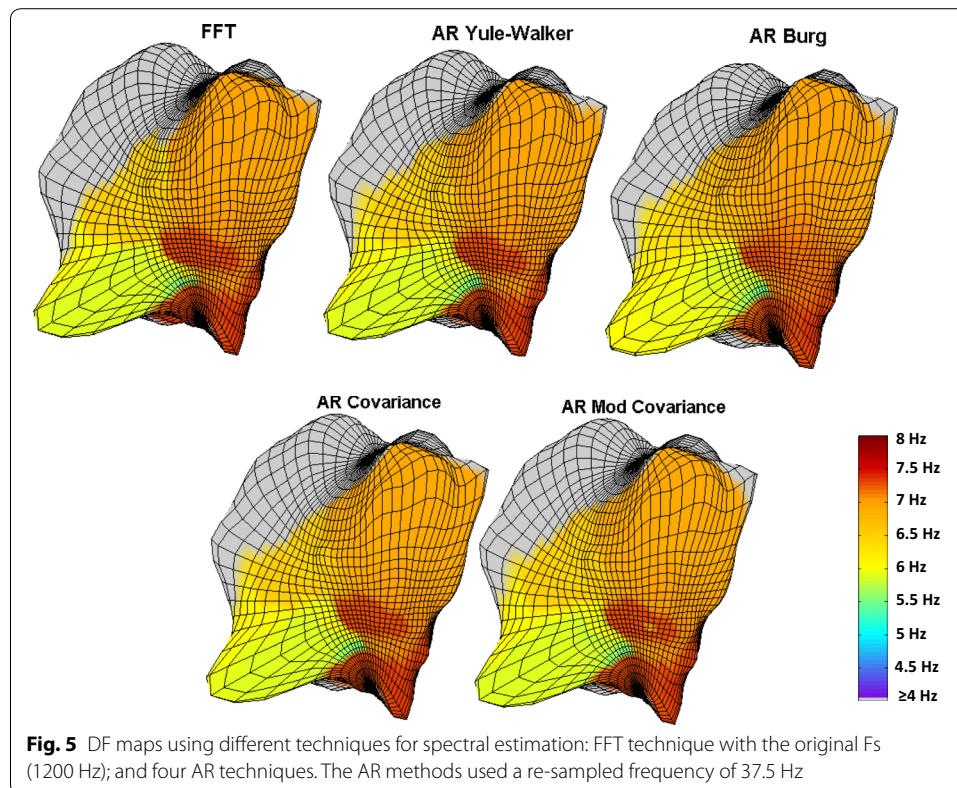 FFT
AR Yule-Walker
AR Burg
AR Covariance
AR Mod Covariance
8 Hz
7.5 Hz
7 Hz
6.5 Hz
6 Hz
5.5 Hz
5 Hz
4.5 Hz
≥4 Hz
Fig. 5 DF maps using different techniques for spectral estimation: FFT technique with the original Fs
(1200 Hz); and four AR techniques. The AR methods used a re-sampled frequency of 37.5 Hz